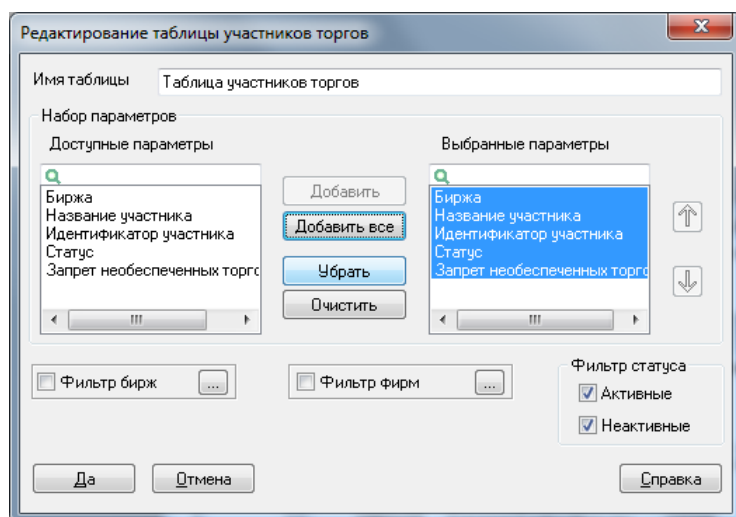 Редактирование таблицы участников торгов
Имя таблицы Таблица участников торгов
Набор параметров
Доступные параметры
Биржа
Название участника
Идентификатор участника
Статус
Запрет необеспеченных торго
Добавить
Добавить все
Убрать
Очистить
Выбранные параметры
Биржа
Название участника
Идентификатор участника
Статус
Запрет необеспеченных торго
Фильтр бирж ...
Фильтр фирм ...
Фильтр статуса
Активные
Неактивные
Да Отмена Справка